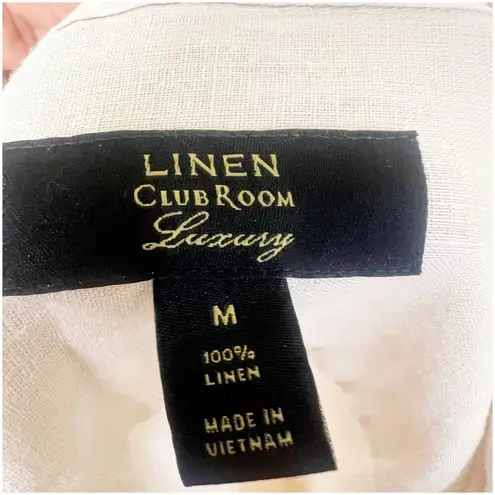 LINEN
CLUB ROOM
Luxury
M
100%
LINEN
MADE IN
VIETNAM